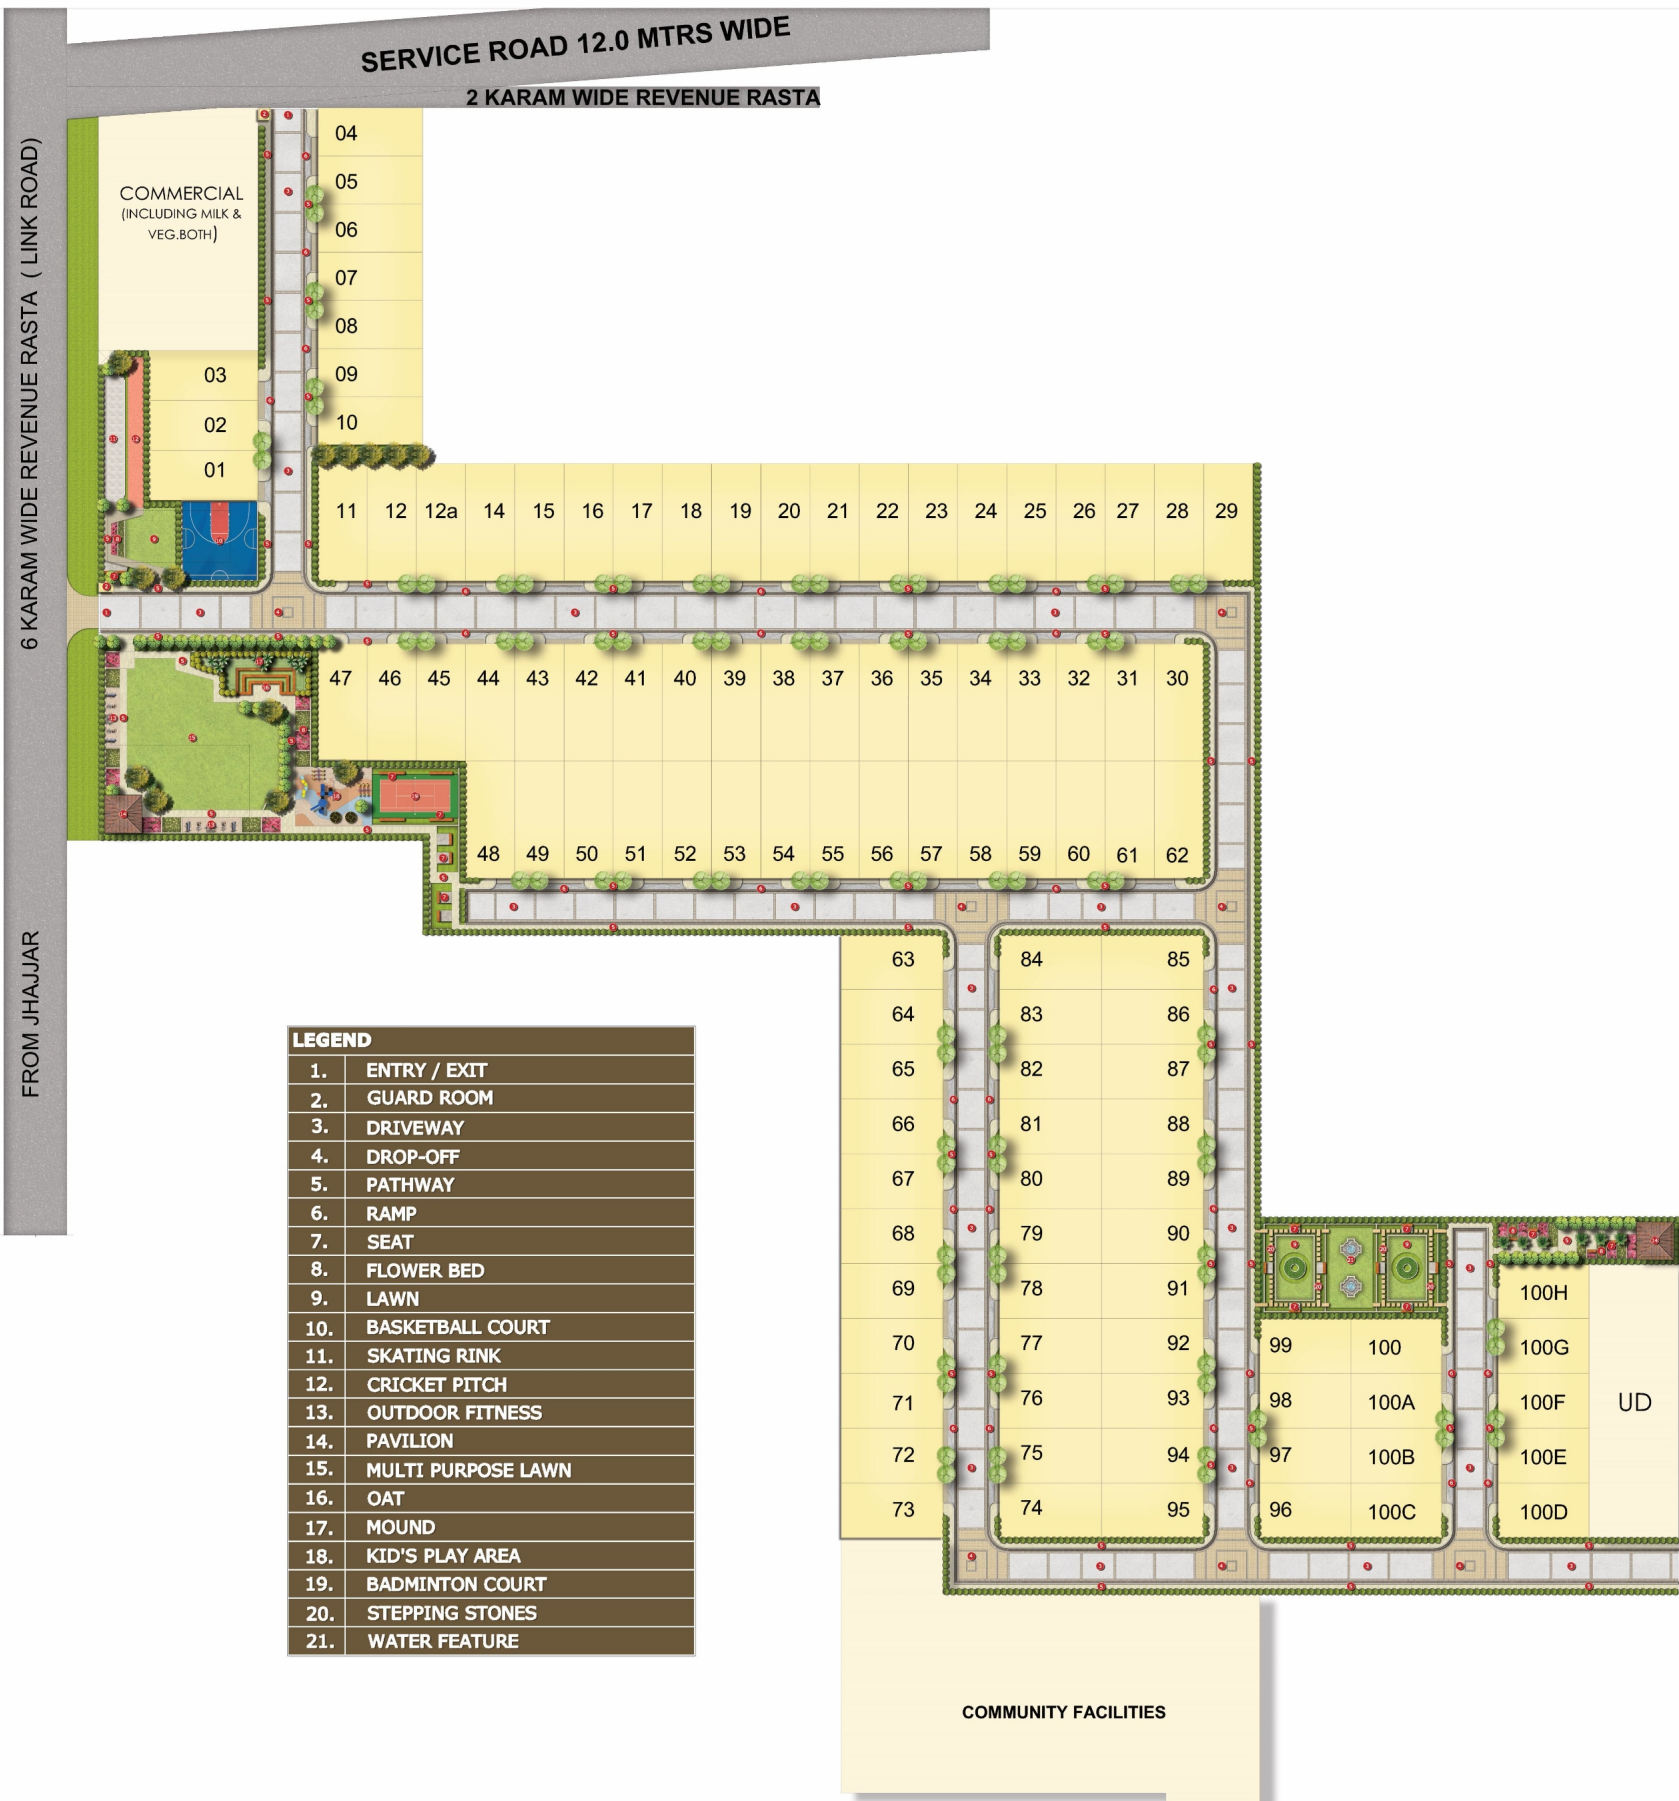 SERVICE ROAD 12.0 MTRS WIDE
2 KARAM WIDE REVENUE RASTA
6 KARAM WIDE REVENUE RASTA ( LINK ROAD)
FROM JHAJJAR
COMMERCIAL
(INCLUDING MILK &
VEG.BOTH)
04
05
06
07
08
09
10
03
02
01
11 12 12a 14 15 16 17 18 19 20 21 22 23 24 25 26 27 28 29
47 46 45 44 43 42 41 40 39 38 37 36 35 34 33 32 31 30
48 49 50 51 52 53 54 55 56 57 58 59 60 61 62
63 84 85
64 83 86
65 82 87
66 81 88
67 80 89
68 79 90
69 78 91
70 77 92
71 76 93
72 75 94
73 74 95
99 100
98 100A
97 100B
96 100C
100H
100G
100F
100E
100D
UD
LEGEND
1. ENTRY / EXIT
2. GUARD ROOM
3. DRIVEWAY
4. DROP-OFF
5. PATHWAY
6. RAMP
7. SEAT
8. FLOWER BED
9. LAWN
10. BASKETBALL COURT
11. SKATING RINK
12. CRICKET PITCH
13. OUTDOOR FITNESS
14. PAVILION
15. MULTI PURPOSE LAWN
16. OAT
17. MOUND
18. KID'S PLAY AREA
19. BADMINTON COURT
20. STEPPING STONES
21. WATER FEATURE
COMMUNITY FACILITIES